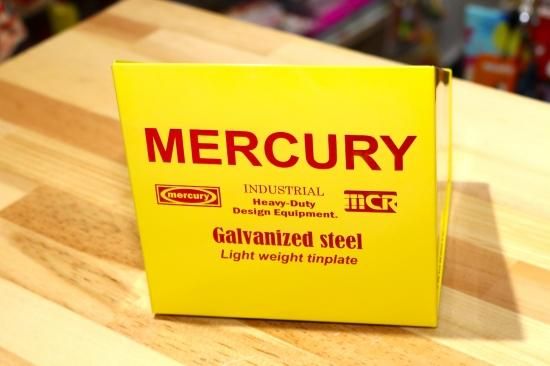 MERCURY
mercury
INDUSTRIAL
Heavy-Duty
Design Equipment.
MCR
Galvanized steel
Light weight tinplate